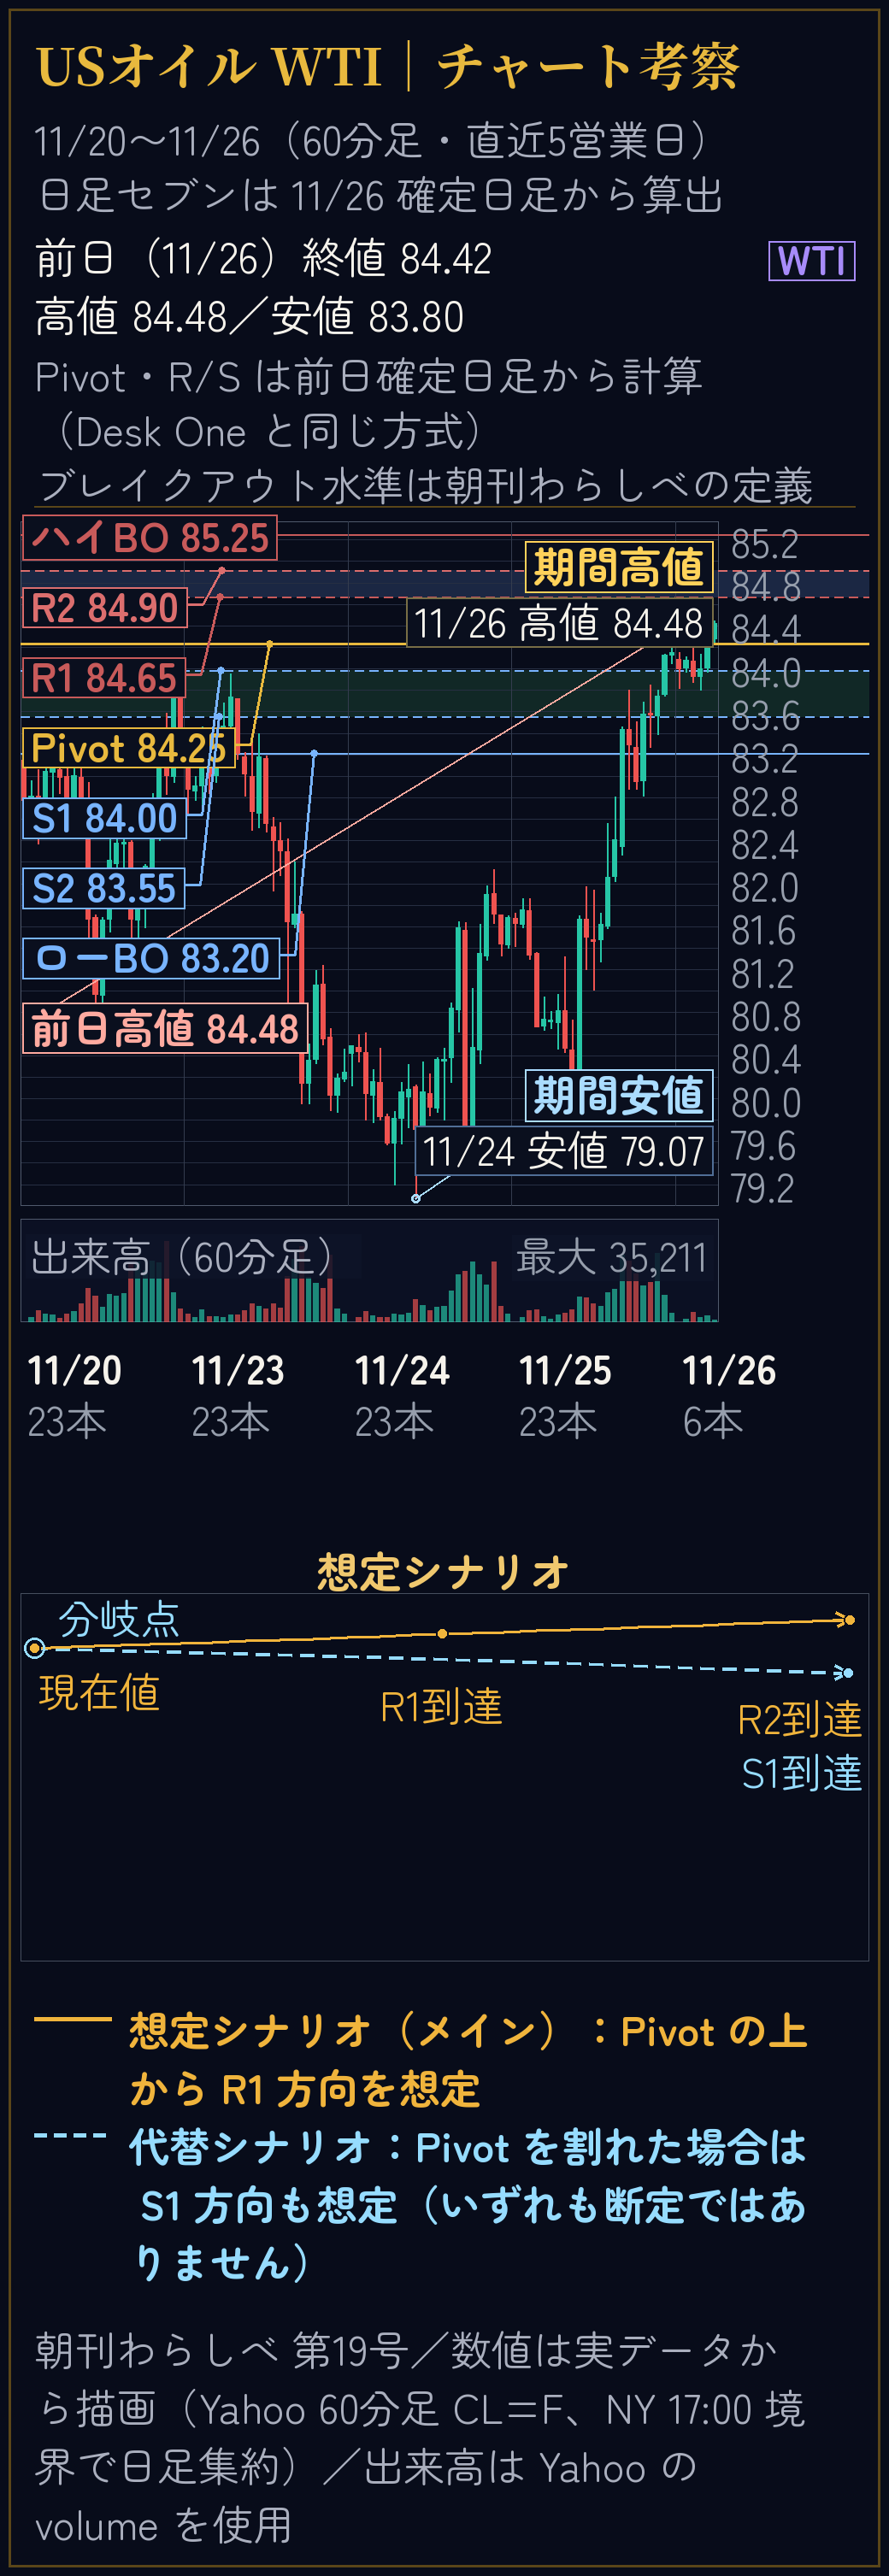 USオイル WTI｜チャート考察
11/20〜11/26（60分足・直近5営業日）
日足セブンは 11/26 確定日足から算出
前日（11/26）終値 84.42
WTI
高値 84.48／安値 83.80
Pivot・R/S は前日確定日足から計算
（Desk One と同じ方式）
ブレイクアウト水準は朝刊わらしべの定義
ハイBO 85.25
R2 84.90
R1 84.65
Pivot 84.25
S1 84.00
S2 83.55
ローBO 83.20
前日高値 84.48
期間高値
11/26 高値 84.48
期間安値
11/24 安値 79.07
85.2
84.8
84.4
84.0
83.6
83.2
82.8
82.4
82.0
81.6
81.2
80.8
80.4
80.0
79.6
79.2
出来高（60分足）
最大 35,211
11/20
11/23
11/24
11/25
11/26
23本
23本
23本
23本
6本
想定シナリオ
分岐点
現在値
R1到達
R2到達
S1到達
想定シナリオ（メイン）：Pivot の上
から R1 方向を想定
代替シナリオ：Pivot を割れた場合は
S1 方向も想定（いずれも断定ではあ
りません）
朝刊わらしべ 第19号／数値は実データか
ら描画（Yahoo 60分足 CL=F、NY 17:00 境
界で日足集約）／出来高は Yahoo の
volume を使用